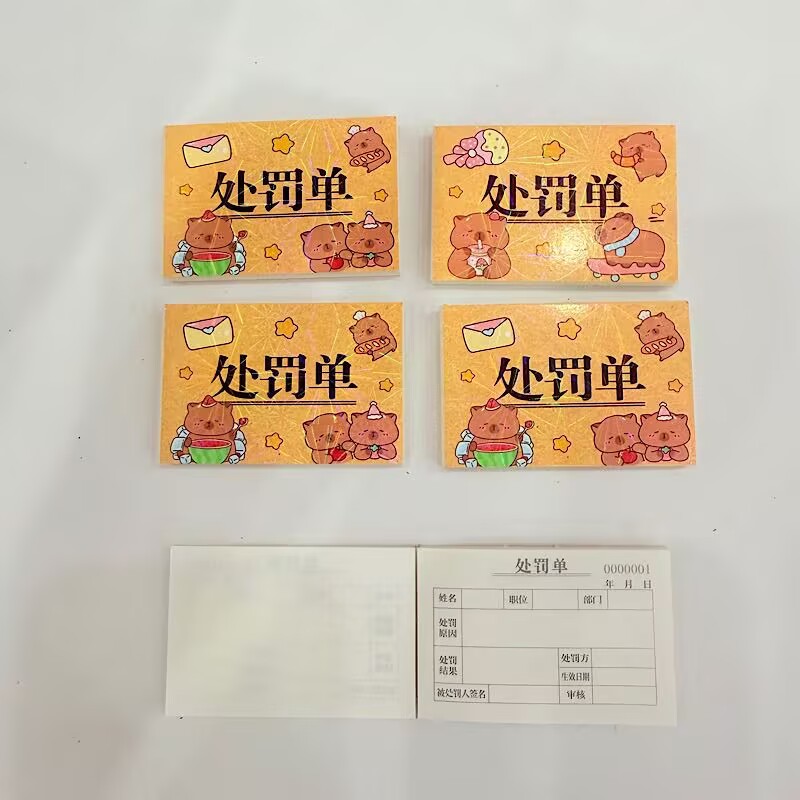 处罚单
处罚单
处罚单
处罚单
处罚单 0000001
年 月 日
姓名 职位 部门
处罚
原因
处罚
结果
处罚方
生效日期
被处罚人签名 审核